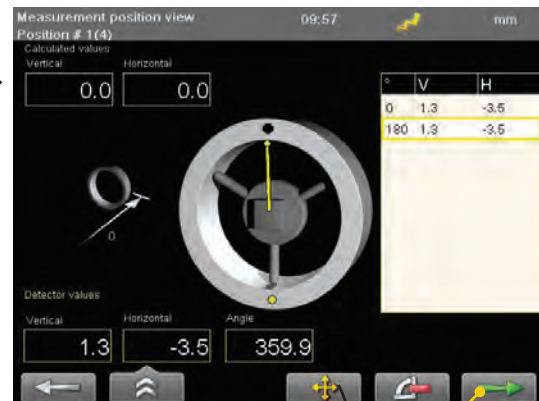 Measurement position view 09:57 mm
Position # 1(4)
Calculated values
Vertical Horizontal
0.0 0.0
° V H
0 1.3 -3.5
180 1.3 -3.5
0
Detector values
Vertical Horizontal Angle
1.3 -3.5 359.9